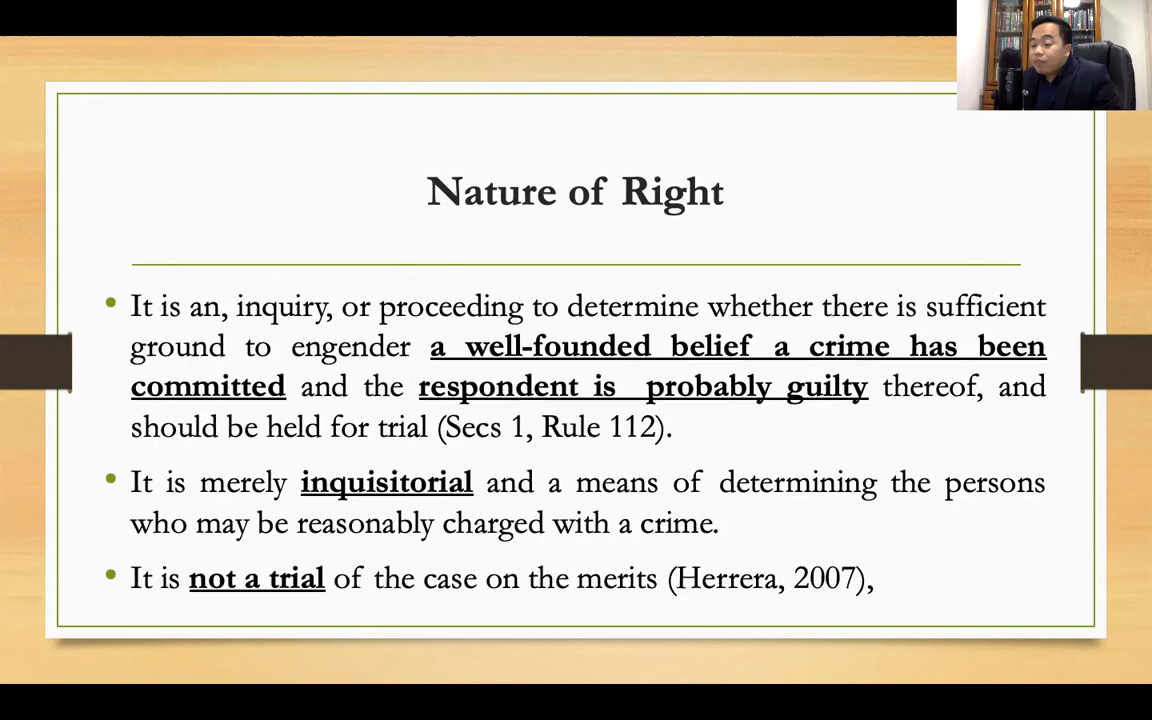 Nature of Right
• It is an, inquiry, or proceeding to determine whether there is sufficient
ground to engender a well-founded belief a crime has been
committed and the respondent is probably guilty thereof, and
should be held for trial (Secs 1, Rule 112).
• It is merely inquisitorial and a means of determining the persons
who may be reasonably charged with a crime.
• It is not a trial of the case on the merits (Herrera, 2007),